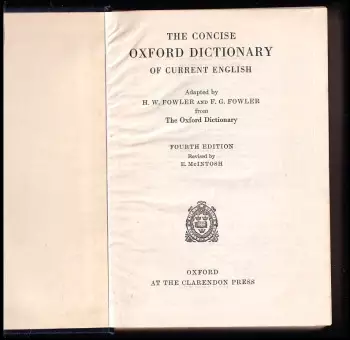 THE CONCISE
OXFORD DICTIONARY
OF CURRENT ENGLISH
Adapted by
H. W. FOWLER AND F. G. FOWLER
from
The Oxford Dictionary
FOURTH EDITION
Revised by
E. McINTOSH
OXFORD
AT THE CLARENDON PRESS